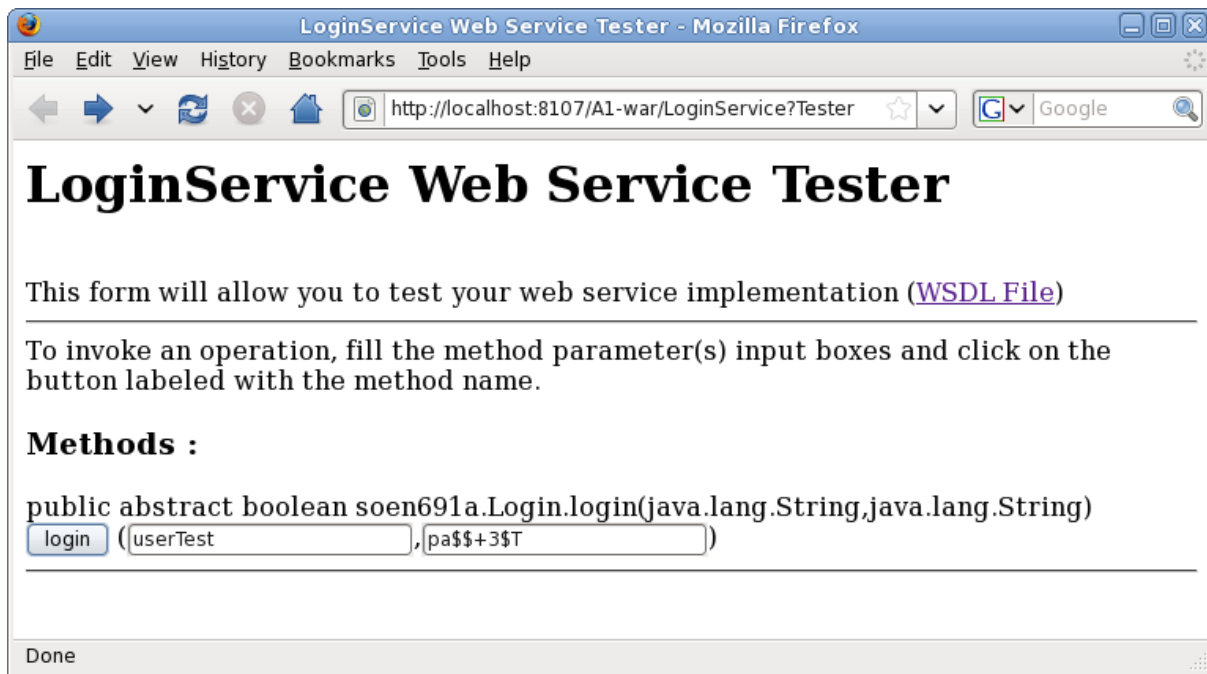 LoginService Web Service Tester - Mozilla Firefox
File Edit View History Bookmarks Tools Help
http://localhost:8107/A1-war/LoginService?Tester G Google
LoginService Web Service Tester
This form will allow you to test your web service implementation (WSDL File)
To invoke an operation, fill the method parameter(s) input boxes and click on the
button labeled with the method name.
Methods :
public abstract boolean soen691a.Login.login(java.lang.String,java.lang.String)
login (userTest,pa$$+3$T)
Done